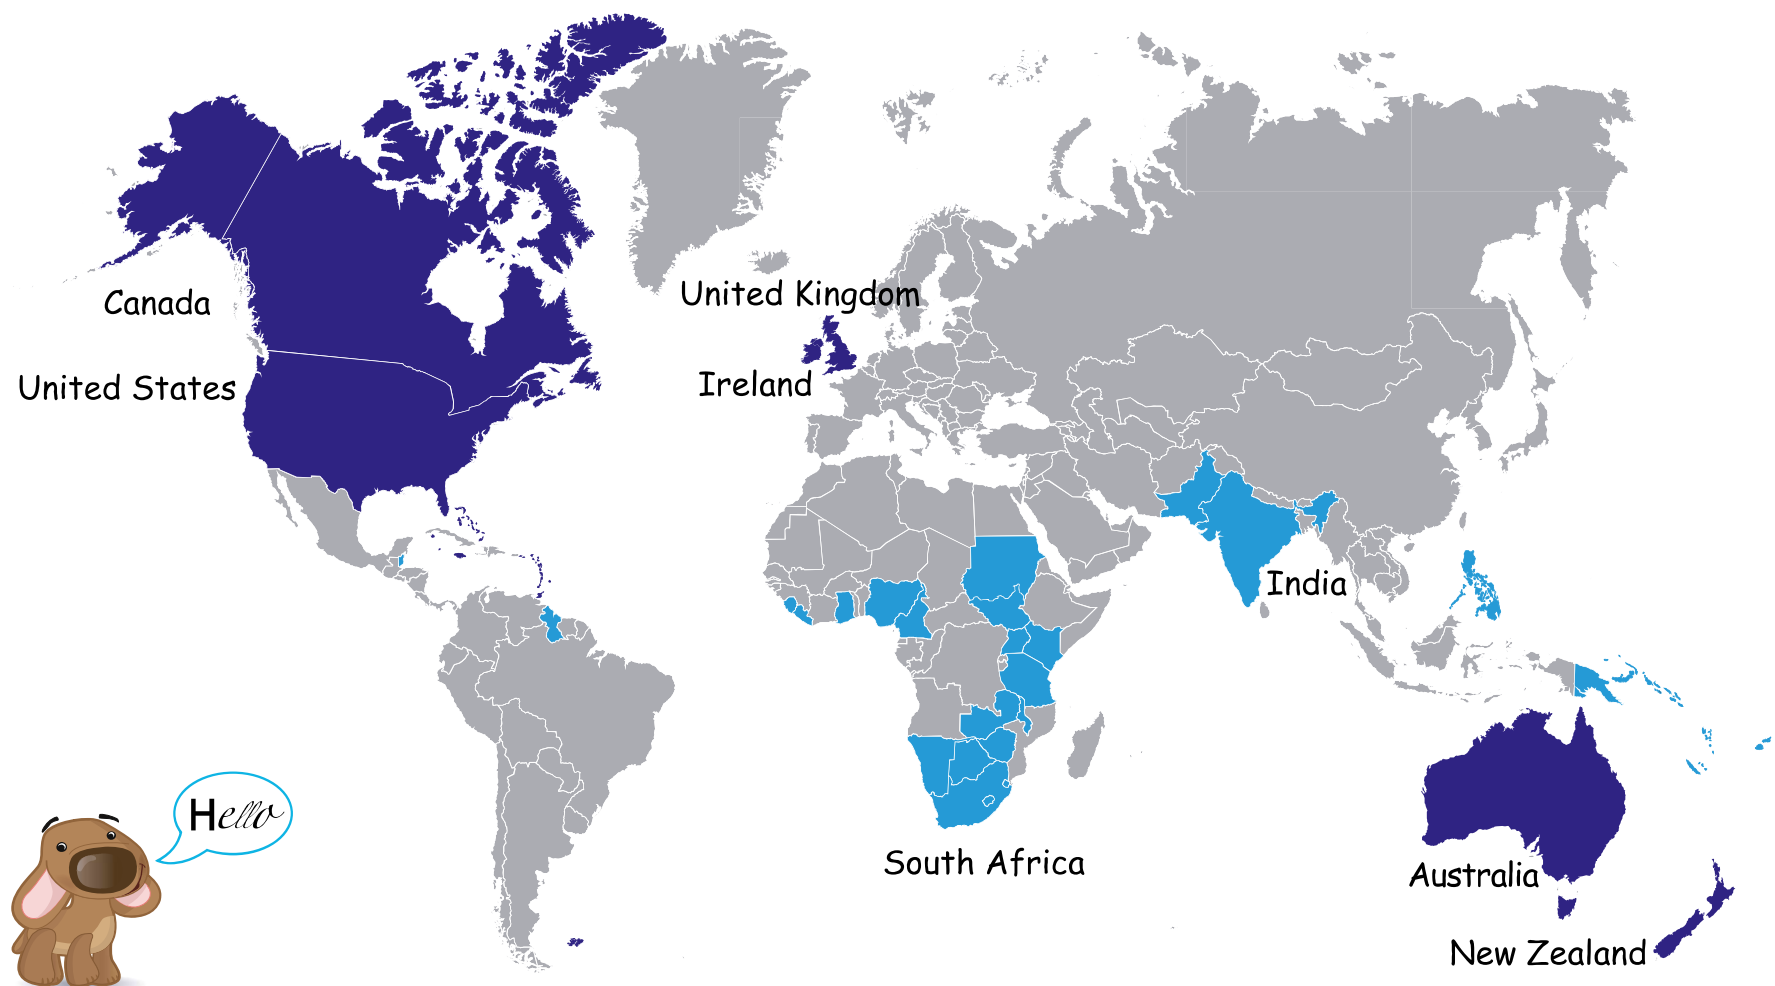 United Kingdom
Canada
Ireland
United States
India
Hello
South Africa
Australia
New Zealand